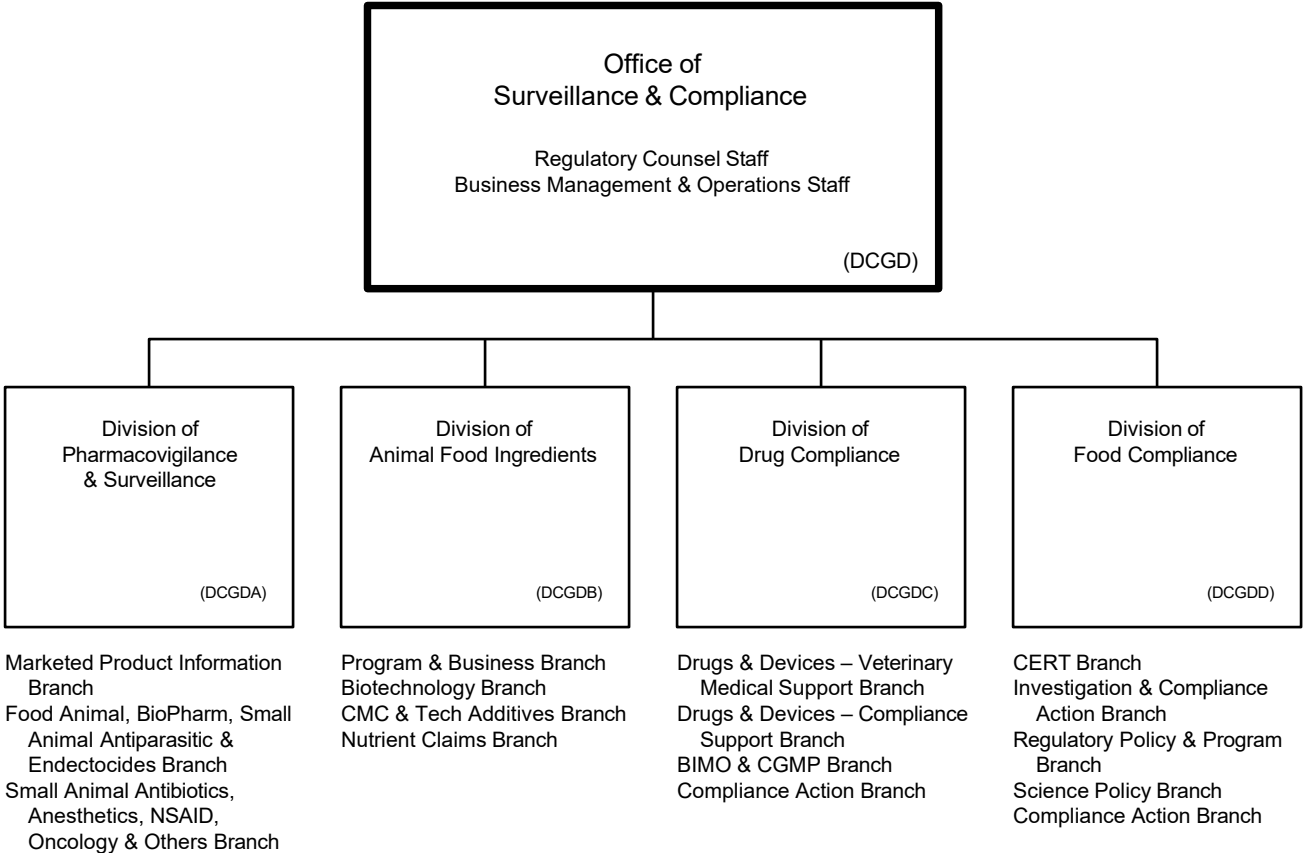 Office of
Surveillance & Compliance
Regulatory Counsel Staff
Business Management & Operations Staff
(DCGD)
Division of
Pharmacovigilance
& Surveillance
(DCGDA)
Marketed Product Information
Branch
Food Animal, BioPharm, Small
Animal Antiparasitic &
Endectocides Branch
Small Animal Antibiotics,
Anesthetics, NSAID,
Oncology & Others Branch
Division of
Animal Food Ingredients
(DCGDB)
Program & Business Branch
Biotechnology Branch
CMC & Tech Additives Branch
Nutrient Claims Branch
Division of
Drug Compliance
(DCGDC)
Drugs & Devices – Veterinary
Medical Support Branch
Drugs & Devices – Compliance
Support Branch
BIMO & CGMP Branch
Compliance Action Branch
Division of
Food Compliance
(DCGDD)
CERT Branch
Investigation & Compliance
Action Branch
Regulatory Policy & Program
Branch
Science Policy Branch
Compliance Action Branch